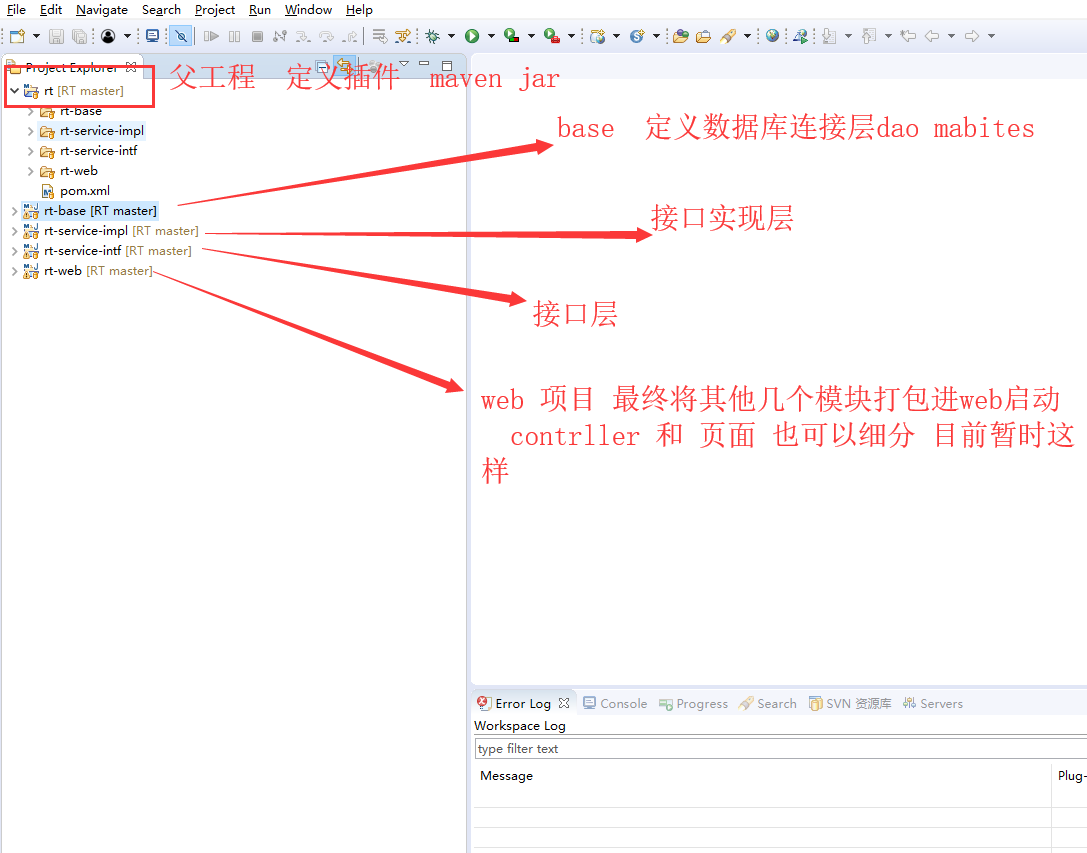 File Edit Navigate Search Project Run Window Help
Project Explorer
父工程 定义插件 maven jar
rt [RT master]
rt-base
rt-service-impl
rt-service-intf
rt-web
pom.xml
rt-base [RT master]
rt-service-impl [RT master]
rt-service-intf [RT master]
rt-web [RT master]
base 定义数据库连接层dao mabites
接口实现层
接口层
web 项目 最终将其他几个模块打包进web启动
contrller 和 页面 也可以细分 目前暂时这
样
Error Log Console Progress Search SVN 资源库 Servers
Workspace Log
type filter text
Message Plug-